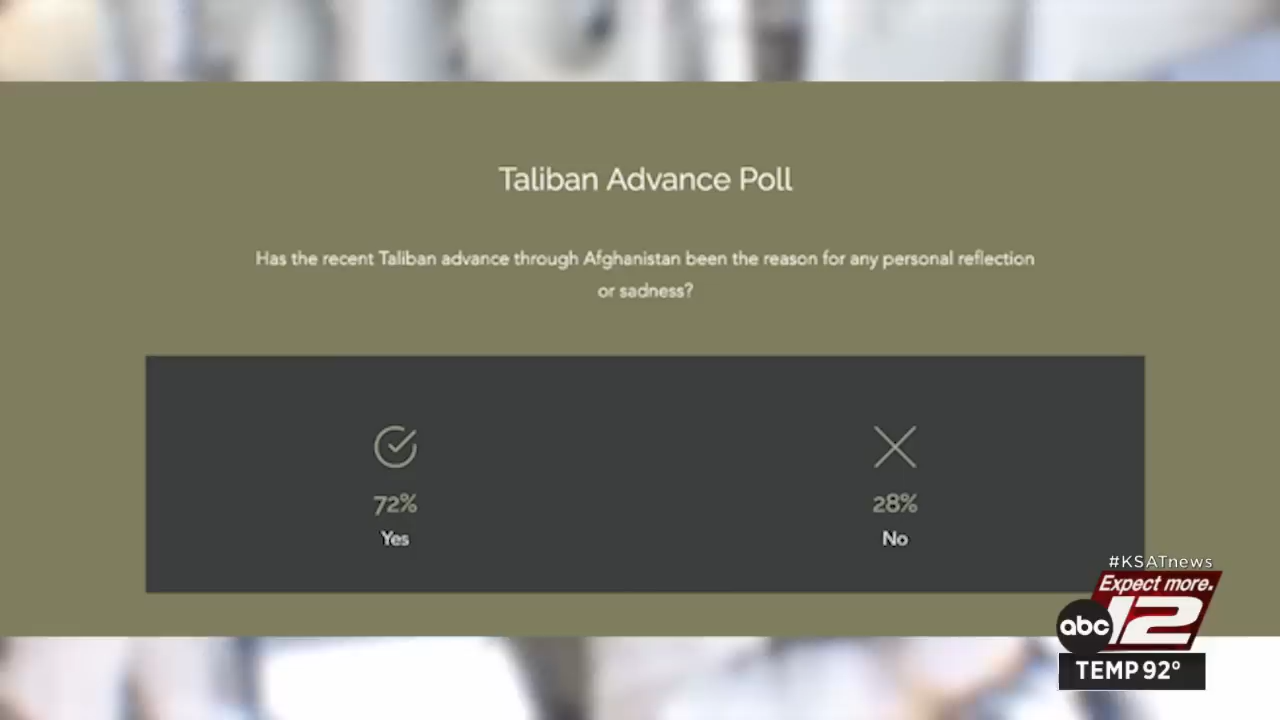 Taliban Advance Poll
Has the recent Taliban advance through Afghanistan been the reason for any personal reflection
or sadness?
72%
28%
Yes
No
#KSATnews
Expect more.
abc 12
TEMP 92°